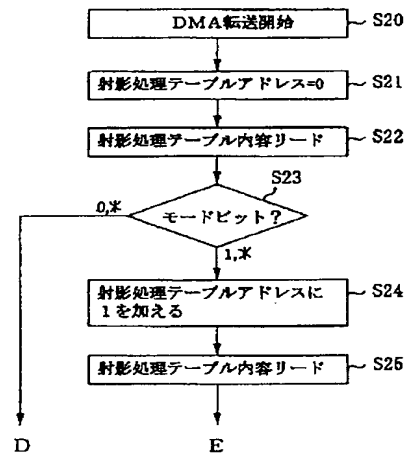 DMA転送開始 S20
射影処理テーブルアドレス=0 S21
射影処理テーブル内容リード S22
S23
0,* モードビット?
1,*
射影処理テーブルアドレスに S24
1を加える
射影処理テーブル内容リード S25
D E